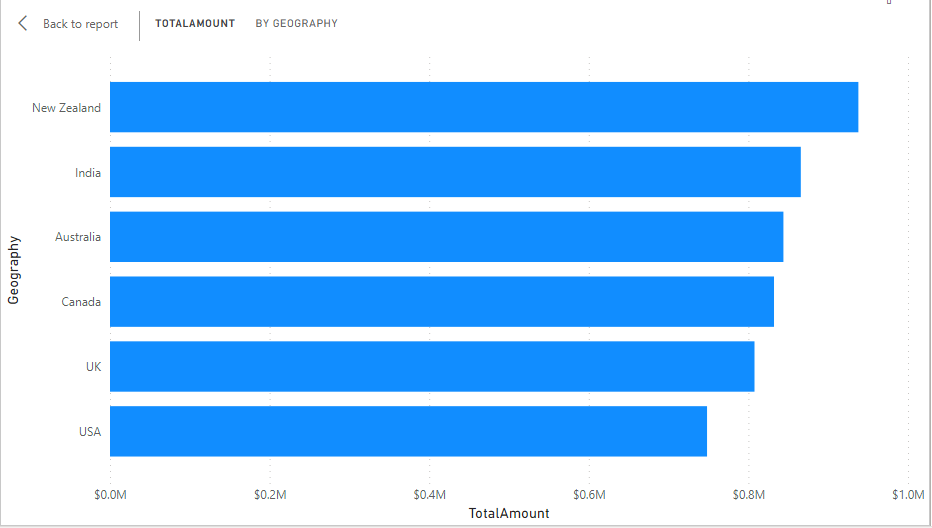 Back to report TOTALAMOUNT BY GEOGRAPHY
New Zealand
India
Australia
Canada
UK
USA
Geography
$0.0M $0.2M $0.4M $0.6M $0.8M $1.0M
TotalAmount